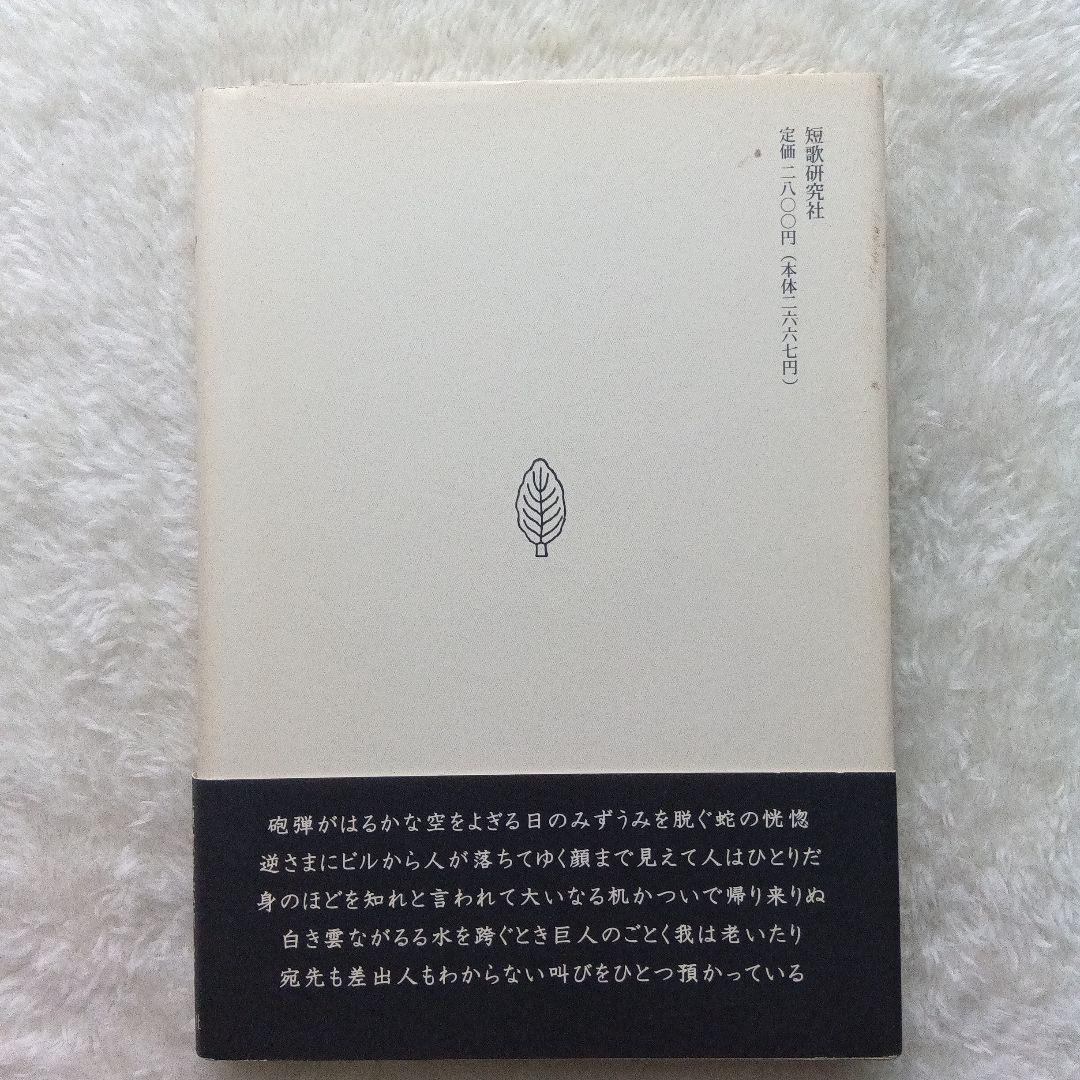 短歌研究社
定価 二八〇〇円（本体二六六七円）
砲弾がはるかな空をよぎる日のみずうみを脱ぐ蛇の恍惚
逆さまにビルから人が落ちてゆく顔まで見えて人はひとりだ
身のほどを知れと言われて大いなる机かついで帰り来りぬ
白き雲ながるる水を跨ぐとき巨人のごとく我は老いたり
宛先も差出人もわからない叫びをひとつ預かっている